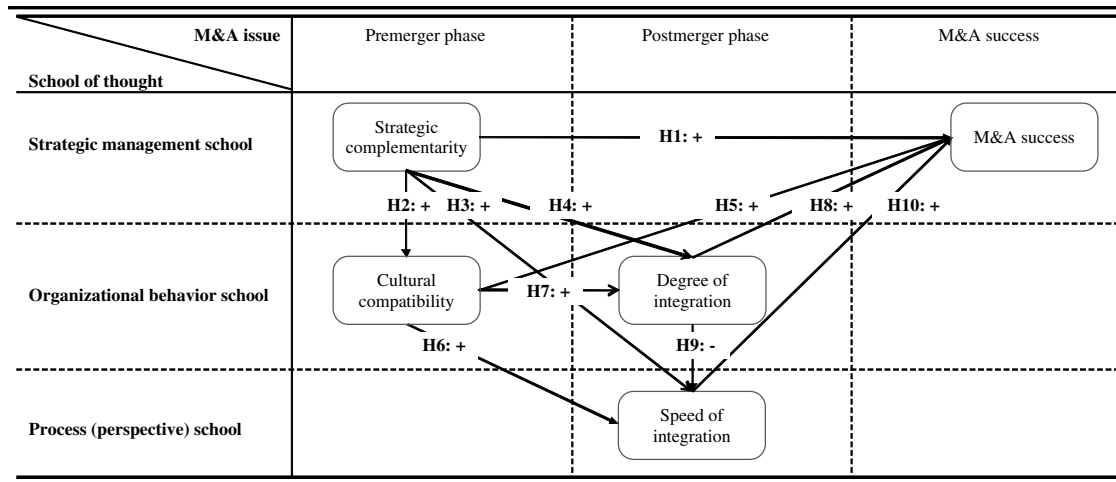 M&A issue
Premerger phase
Postmerger phase
M&A success
School of thought
Strategic management school
Strategic
complementarity
H1: +
M&A success
H2: +
H3: +
H4: +
H5: +
H8: +
H10: +
Organizational behavior school
Cultural
compatibility
H7: +
Degree of
integration
H6: +
H9: -
Process (perspective) school
Speed of
integration